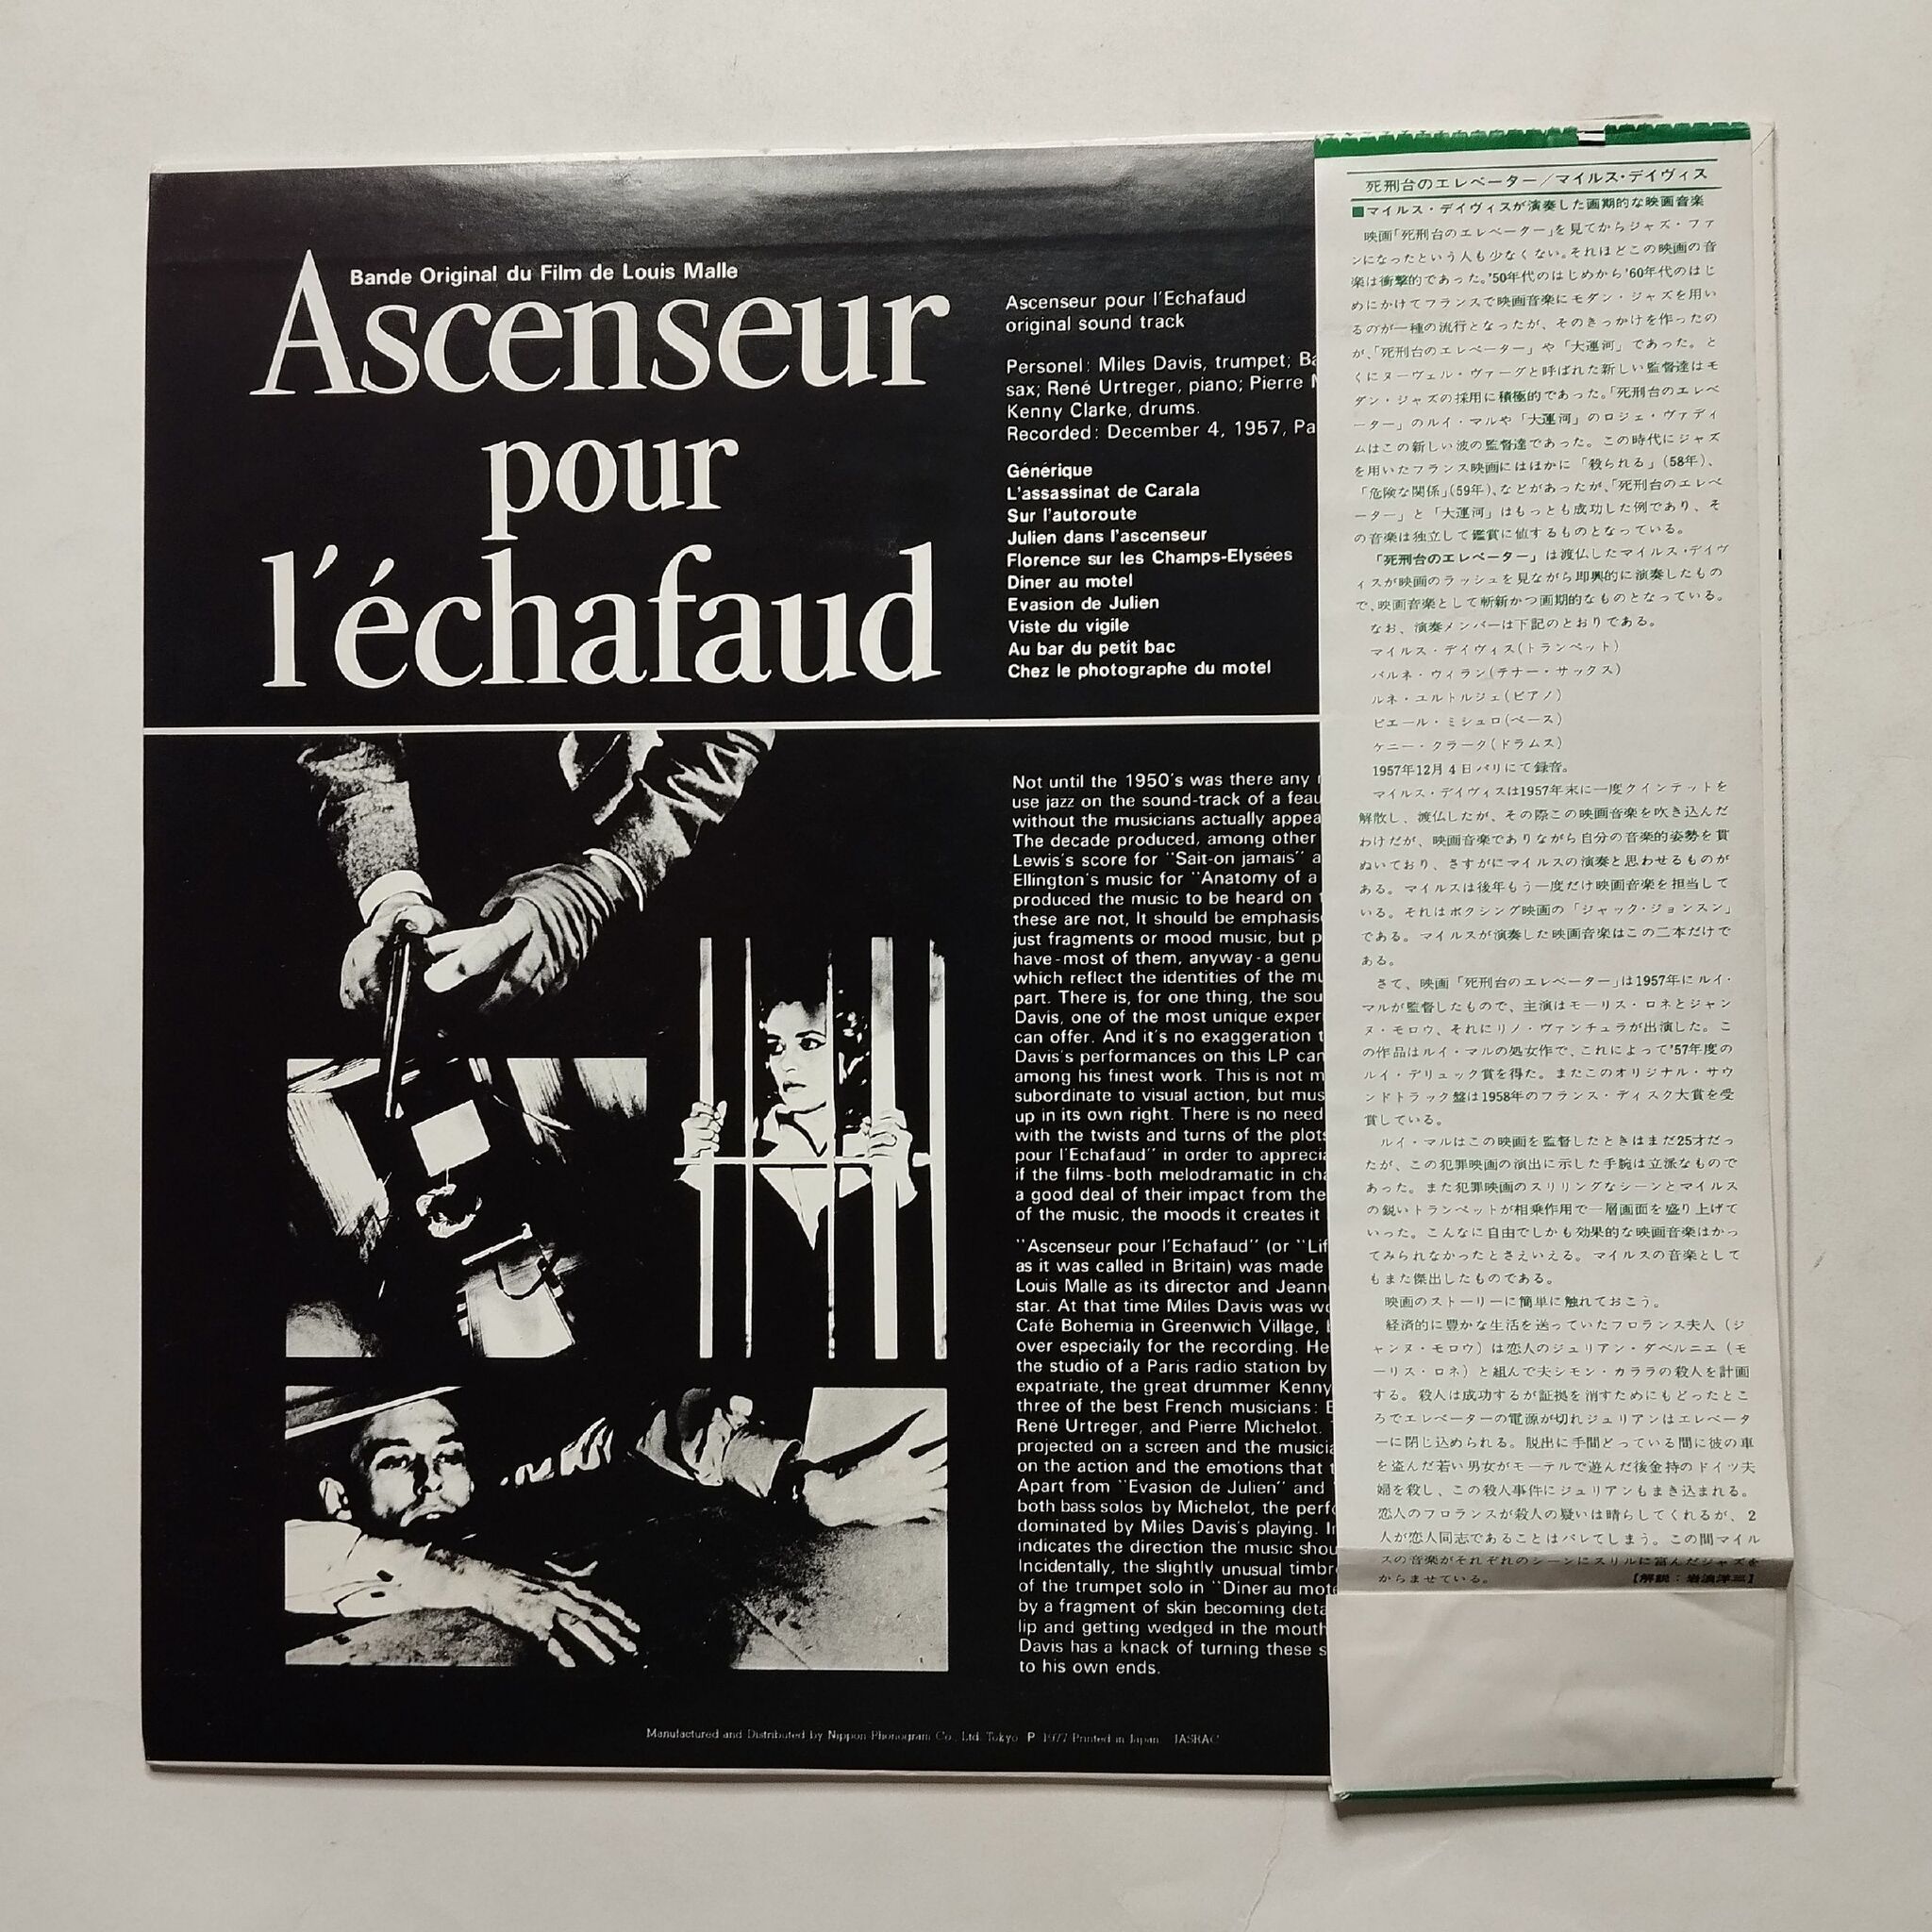 Bande Original du Film de Louis Malle
Ascenseur
pour
l'échafaud
Ascenseur pour l'Echafaud
original sound track
Personel: Miles Davis, trumpet;
sax; René Urtreger, piano; Pierre
Kenny Clarke, drums.
Recorded: December 4, 1957,
Générique
L'assassinat de Carala
Sur l'autoroute
Julien dans l'ascenseur
Florence sur les Champs-Elysées
Diner au motel
Evasion de Julien
Viste du vigile
Au bar du petit bac
Chez le photographe du motel
Not until the 1950's was there any
use jazz on the sound-track of a
without the musicians actually
The decade produced, among other
Lewis's score for "Sait-on jamais"
Ellington's music for "Anatomy of a
produced the music to be heard on
these are not, It should be
just fragments or mood music, but
have-most of them, anyway-a
which reflect the identities of the
part. There is, for one thing, the
Davis, one of the most unique
can offer. And it's no exaggeration
Davis's performances on this LP can
among his finest work. This is not
subordinate to visual action, but
up in its own right. There is no need
with the twists and turns of the plots
pour l'Echafaud" in order to
if the films-both melodramatic in
a good deal of their impact from the
of the music, the moods it creates it
"Ascenseur pour l'Echafaud" (or
as it was called in Britain) was made
Louis Malle as its director and
star. At that time Miles Davis was
Café Bohemia in Greenwich Village,
over especially for the recording. He
the studio of a Paris radio station by
expatriate, the great drummer Kenny
three of the best French musicians:
René Urtreger, and Pierre Michelot.
projected on a screen and the
on the action and the emotions that
Apart from "Evasion de Julien" and
both bass solos by Michelot, the
dominated by Miles Davis's playing.
indicates the direction the music
Incidentally, the slightly unusual
of the trumpet solo in "Diner au
by a fragment of skin becoming
lip and getting wedged in the
Davis has a knack of turning these
to his own ends.
Manufactured and Distributed by Nippon Phonogram Co., Ltd. Tokyo P 1977 Printed in Japan JASRAC
死刑台のエレベーター／マイルス・デイヴィス
■マイルス・デイヴィスが演奏した画期的な映画音楽
映画「死刑台のエレベーター」を見てからジャズ・ファ
ンになったという人も少なくない。それほどこの映画の音
楽は衝撃的であった。'50年代のはじめから'60年代のはじ
めにかけてフランスで映画音楽にモダン・ジャズを用い
るのが一種の流行となったが、そのきっかけを作ったの
が、「死刑台のエレベーター」や「大運河」であった。と
くにヌーヴェル・ヴァーグと呼ばれた新しい監督達はモ
ダン・ジャズの採用に積極的であった。「死刑台のエレベ
ーター」のルイ・マルや「大運河」のロジェ・ヴァディ
ムはこの新しい波の監督達であった。この時代にジャズ
を用いたフランス映画にはほかに「殺られる」(58年)、
「危険な関係」(59年)、などがあったが、「死刑台のエレベ
ーター」と「大運河」はもっとも成功した例であり、そ
の音楽は独立して鑑賞に値するものとなっている。
「死刑台のエレベーター」は渡仏したマイルス・デイヴ
ィスが映画のラッシュを見ながら即興的に演奏したもの
で、映画音楽として斬新かつ画期的なものとなっている。
なお、演奏メンバーは下記のとおりである。
マイルス・デイヴィス(トランペット)
バルネ・ウィラン(テナー・サックス)
ルネ・ユルトルジェ(ピアノ)
ピエール・ミシュロ(ベース)
ケニー・クラーク(ドラムス)
1957年12月4日パリにて録音。
マイルス・デイヴィスは1957年末に一度クインテットを
解散し、渡仏したが、その際この映画音楽を吹き込んだ
わけだが、映画音楽でありながら自分の音楽的姿勢を貫
ぬいており、さすがにマイルスの演奏と思わせるものが
ある。マイルスは後年もう一度だけ映画音楽を担当して
いる。それはボクシング映画の「ジャック・ジョンスン」
である。マイルスが演奏した映画音楽はこの二本だけで
ある。
さて、映画「死刑台のエレベーター」は1957年にルイ・
マルが監督したもので、主演はモーリス・ロネとジャン
ヌ・モロウ、それにリノ・ヴァンチュラが出演した。こ
の作品はルイ・マルの処女作で、これによって'57年度の
ルイ・デリュック賞を得た。またこのオリジナル・サウ
ンドトラック盤は1958年のフランス・ディスク大賞を受
賞している。
ルイ・マルはこの映画を監督したときはまだ25才だっ
たが、この犯罪映画の演出に示した手腕は立派なもので
あった。また犯罪映画のスリリングなシーンとマイルス
の鋭いトランペットが相乗作用で一層画面を盛り上げて
いった。こんなに自由でしかも効果的な映画音楽はかつ
てみられなかったとさえいえる。マイルスの音楽として
もまた傑出したものである。
映画のストーリーに簡単に触れておこう。
経済的に豊かな生活を送っていたフロランス夫人（ジ
ャンヌ・モロウ）は恋人のジュリアン・ダベルニエ（モ
ーリス・ロネ）と組んで夫シモン・カララの殺人を計画
する。殺人は成功するが証拠を消すためにもどったとこ
ろでエレベーターの電源が切れジュリアンはエレベータ
ーに閉じ込められる。脱出に手間どっている間に彼の車
を盗んだ若い男女がモーテルで遊んだ後金持のドイツ夫
婦を殺し、この殺人事件にジュリアンもまき込まれる。
恋人のフロランスが殺人の疑いは晴らしてくれるが、2
人が恋人同志であることはバレてしまう。この間マイル
スの音楽がそれぞれのシーンにスリルに富んだジャズを
からませている。 【解説：岩浪洋三】